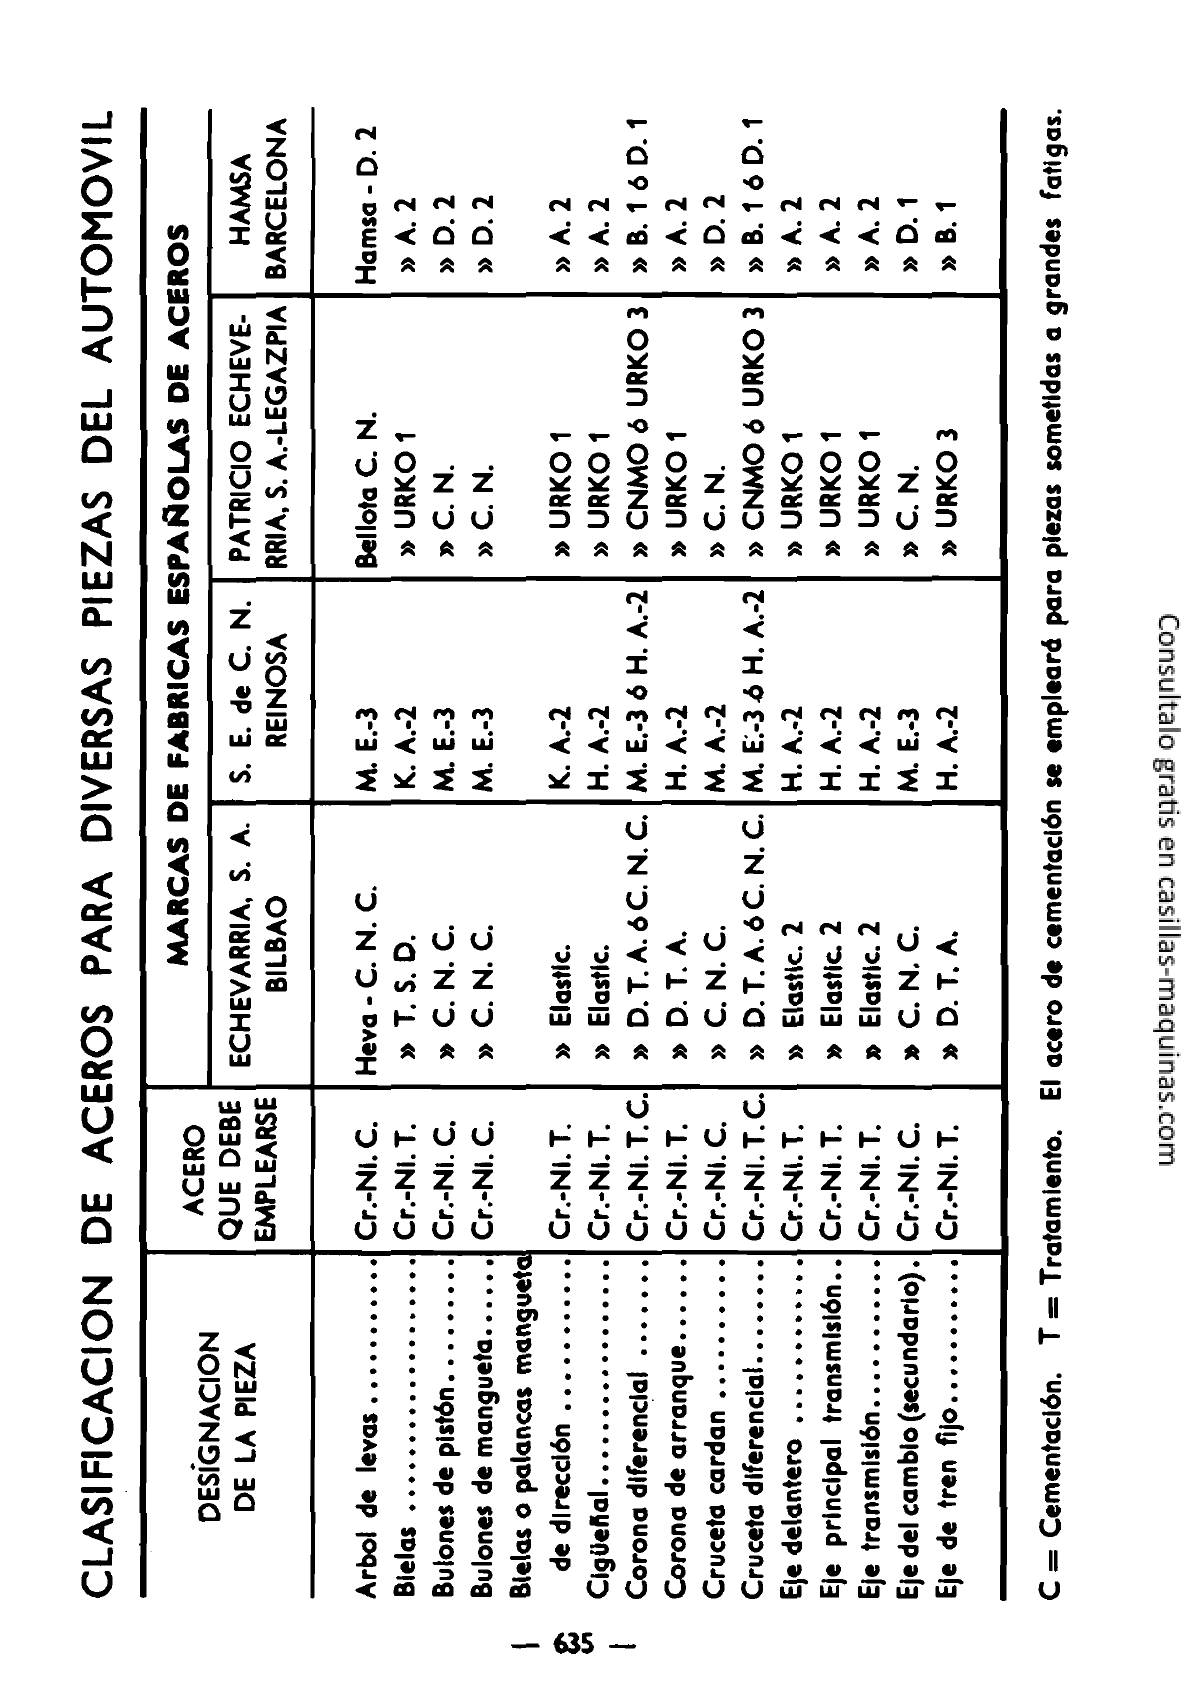 CLASIFICACION DE ACEROS PARA DIVERSAS PIEZAS DEL AUTOMOVIL
DESIGNACION DE LA PIEZA
ACERO QUE DEBE EMPLEARSE
MARCAS DE FABRICAS ESPAÑOLAS DE ACEROS
ECHEVARRIA, S. A. BILBAO
S. E. de C. N. REINOSA
PATRICIO ECHEVE-RRIA, S. A.-LEGAZPIA
HAMSA BARCELONA
Arbol de levas ........... Cr.-Ni. C. Heva - C. N. C. M. E.-3 Bellota C. N. Hamsa - D. 2
Bielas .................. Cr.-Ni. T. » T. S. D. K. A.-2 » URKO 1 » A. 2
Bulones de pistón.......... Cr.-Ni. C. » C. N. C. M. E.-3 » C. N. » D. 2
Bulones de mangueta...... Cr.-Ni. C. » C. N. C. M. E.-3 » C. N. » D. 2
Bielas o palancas mangueta
de dirección ............ Cr.-Ni. T. » Elastic. K. A.-2 » URKO 1 » A. 2
Cigüeñal................. Cr.-Ni. T. » Elastic. H. A.-2 » URKO 1 » A. 2
Corona diferencial ....... Cr.-Ni. T. C. » D. T. A. ó C. N. C. M. E.-3 ó H. A.-2 » CNMO ó URKO 3 » B. 1 ó D. 1
Corona de arranque...... Cr.-Ni. T. » D. T. A. H. A.-2 » URKO 1 » A. 2
Cruceta cardan .......... Cr.-Ni. C. » C. N. C. M. A.-2 » C. N. » D. 2
Cruceta diferencial........ Cr.-Ni. T. C. » D. T. A. ó C. N. C. M. E.-3 ó H. A.-2 » CNMO ó URKO 3 » B. 1 ó D. 1
Eje delantero ............ Cr.-Ni. T. » Elastic. 2 H. A.-2 » URKO 1 » A. 2
Eje principal transmisión.. Cr.-Ni. T. » Elastic. 2 H. A.-2 » URKO 1 » A. 2
Eje transmisión........... Cr.-Ni. T. » Elastic. 2 H. A.-2 » URKO 1 » A. 2
Eje del cambio (secundario). Cr.-Ni. C. » C. N. C. M. E.-3 » C. N. » D. 1
Eje de tren fijo........... Cr.-Ni. T. » D. T. A. H. A.-2 » URKO 3 » B. 1
C = Cementación. T = Tratamiento. El acero de cementación se empleará para piezas sometidas a grandes fatigas.
— 635 —
Consultalo gratis en casillas-maquinas.com